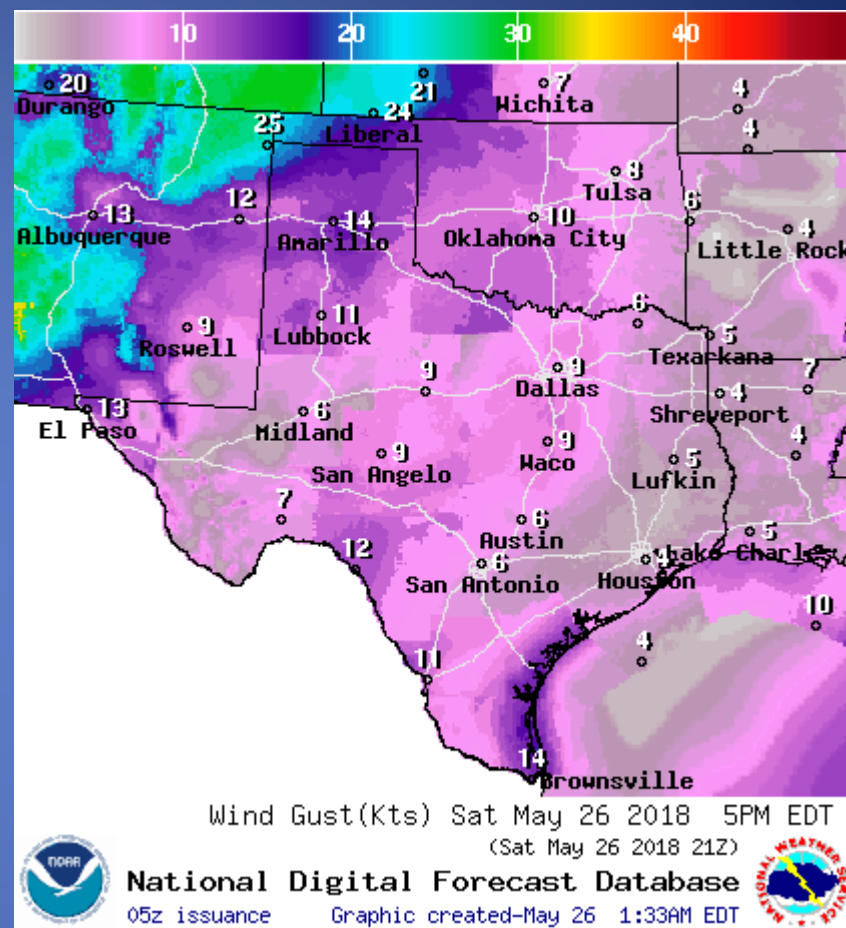 10 20 30 40
20 21 7 4
Durango Wichita
25 24 4
Liberal
8
Tulsa
13 12 14 10 6 4
Albuquerque Amarillo Oklahoma City Little Rock
9 11 6 5
Roswell Lubbock Texarkana
9 9 7
Dallas
13 6 4
El Paso Midland Shreveport
9 9 5 4
San Angelo Waco Lufkin
7 6 5
Austin Lake Charles
12 6 4
San Antonio Houston
11 4 10
14
Brownsville
Wind Gust(Kts) Sat May 26 2018 5PM EDT
(Sat May 26 2018 21Z)
National Digital Forecast Database
05z issuance Graphic created-May 26 1:33AM EDT
NOAA
NATIONAL WEATHER SERVICE